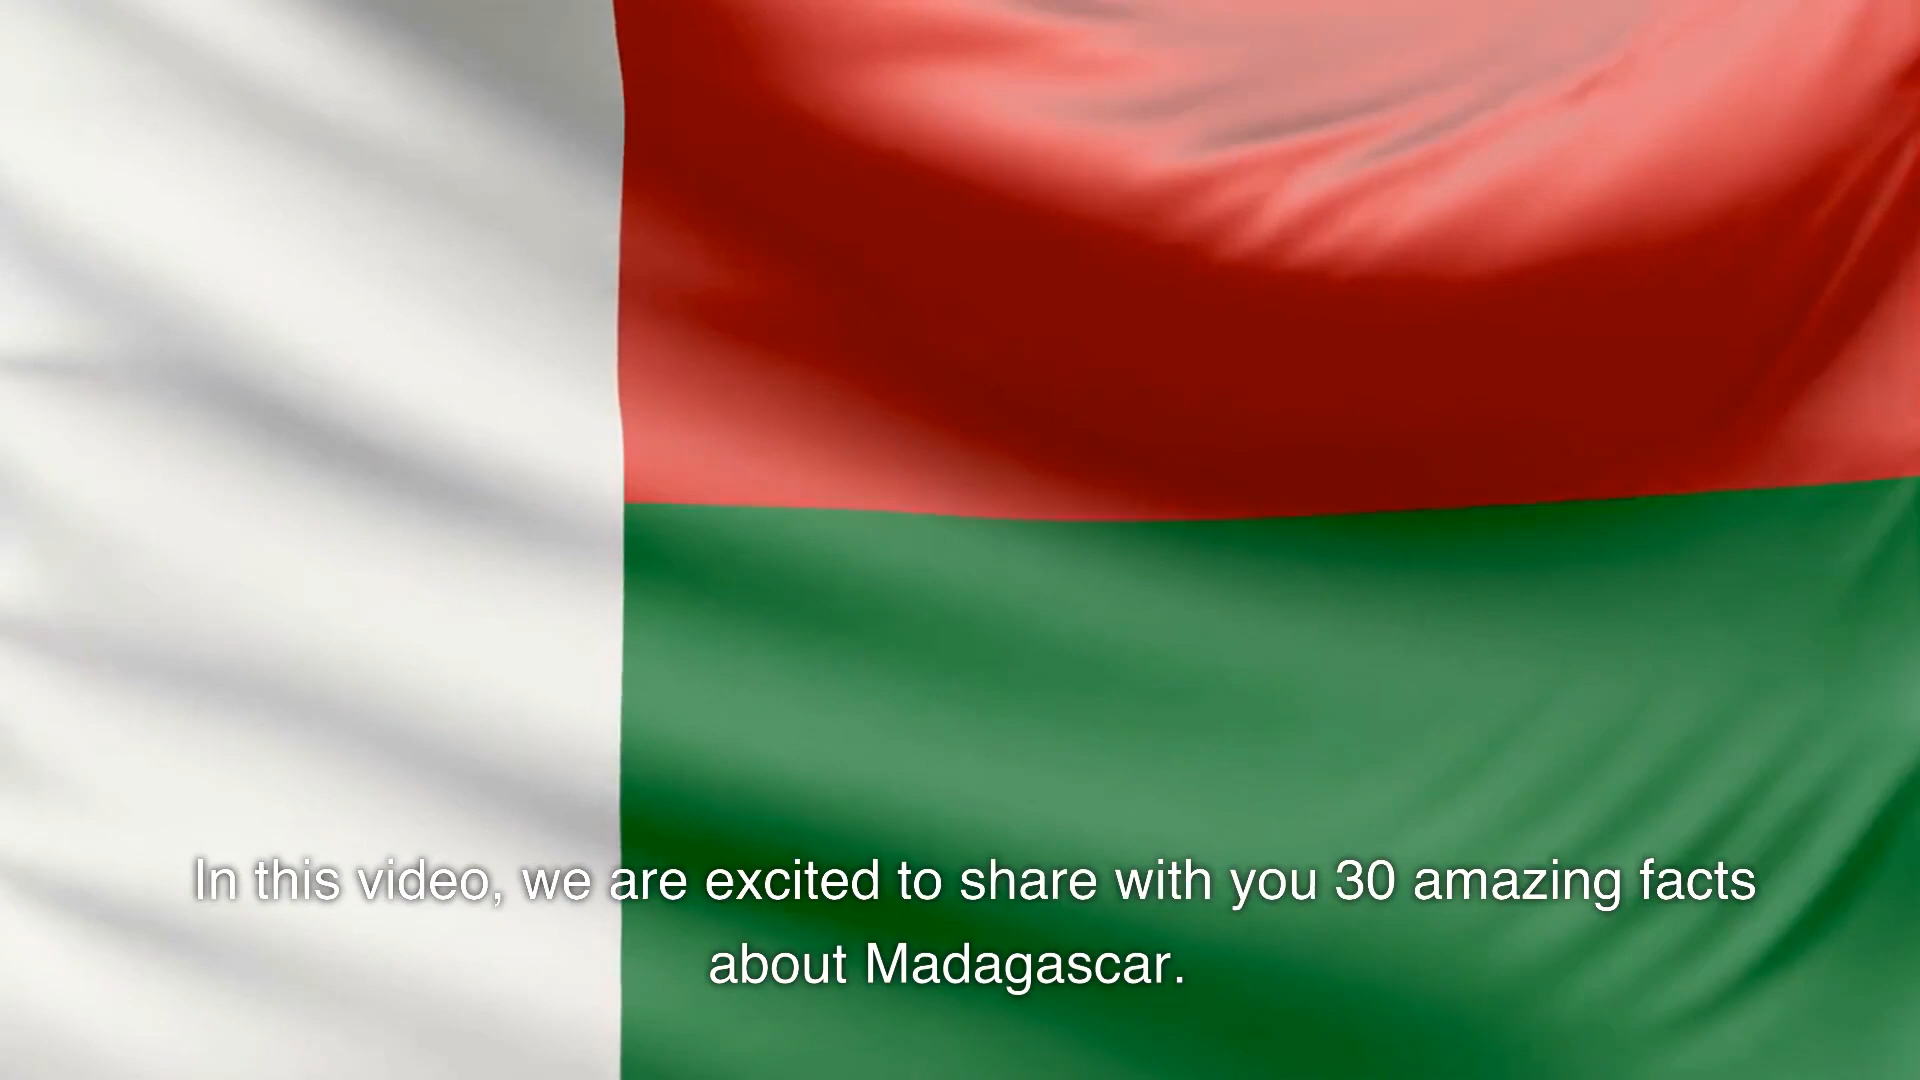 In this video, we are excited to share with you 30 amazing facts
about Madagascar.